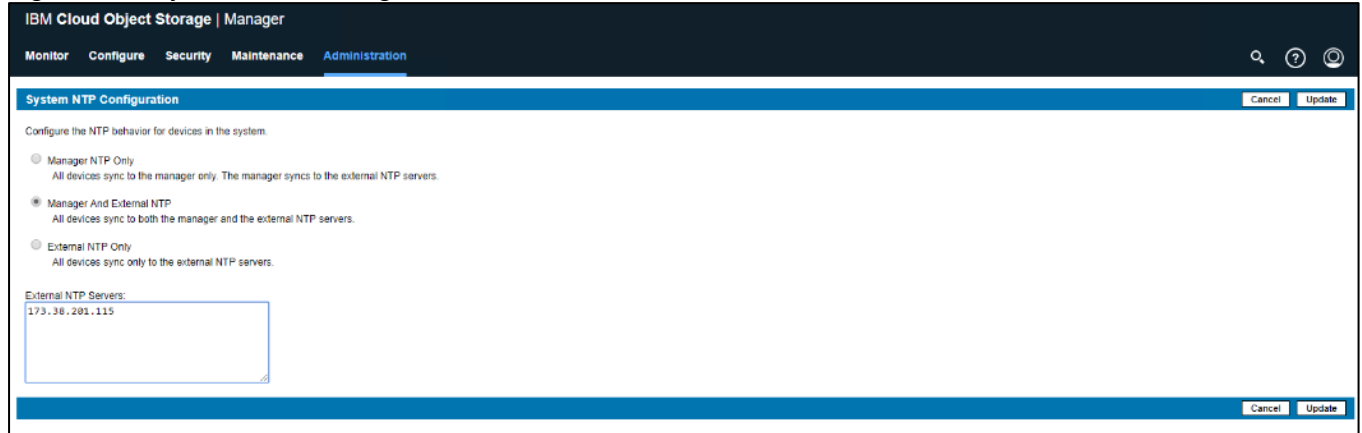 IBM Cloud Object Storage | Manager
Monitor Configure Security Maintenance Administration
System NTP Configuration Cancel Update
Configure the NTP behavior for devices in the system.
Manager NTP Only
All devices sync to the manager only. The manager syncs to the external NTP servers.
Manager And External NTP
All devices sync to both the manager and the external NTP servers.
External NTP Only
All devices sync only to the external NTP servers.
External NTP Servers:
173.38.201.115
Cancel Update